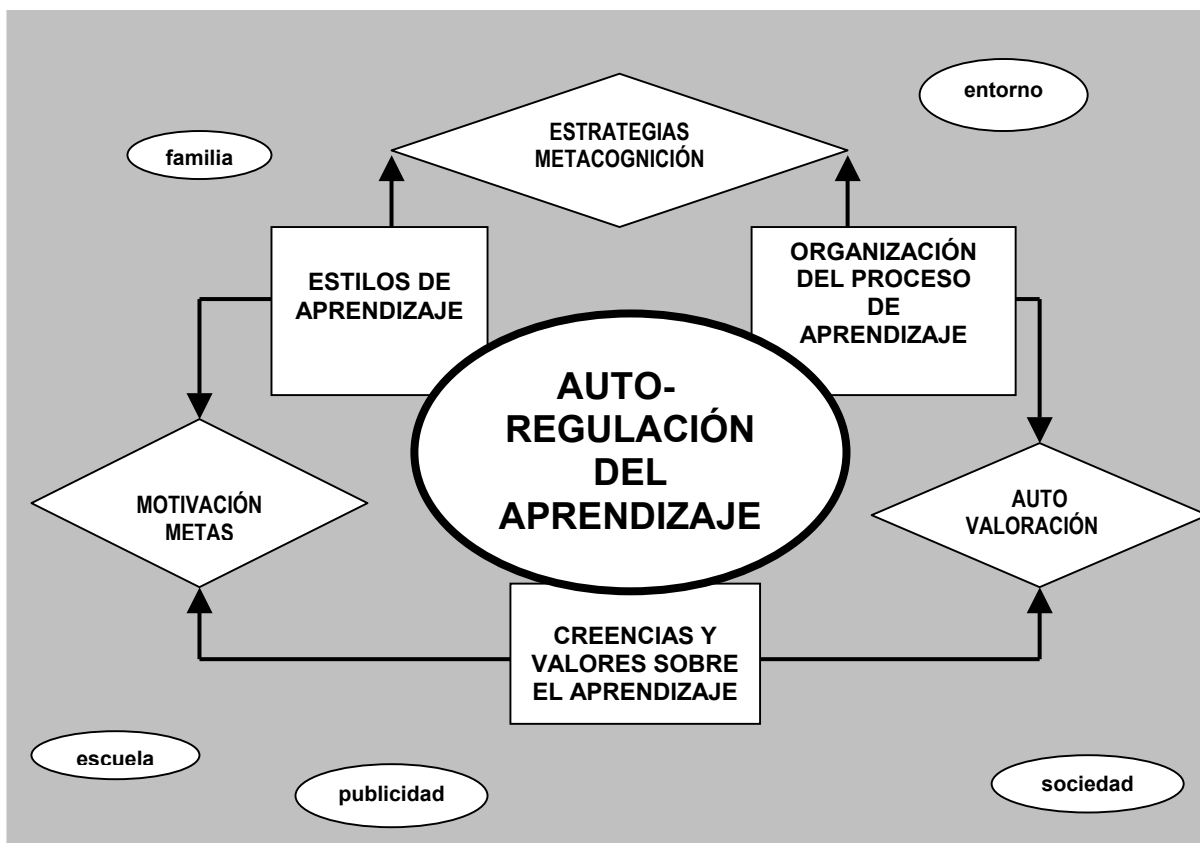 entorno
familia
ESTRATEGIAS
METACOGNICIÓN
ESTILOS DE
APRENDIZAJE
ORGANIZACIÓN
DEL PROCESO
DE
APRENDIZAJE
AUTO-
REGULACIÓN
DEL
APRENDIZAJE
MOTIVACIÓN
METAS
AUTO
VALORACIÓN
CREENCIAS Y
VALORES SOBRE
EL APRENDIZAJE
escuela
publicidad
sociedad